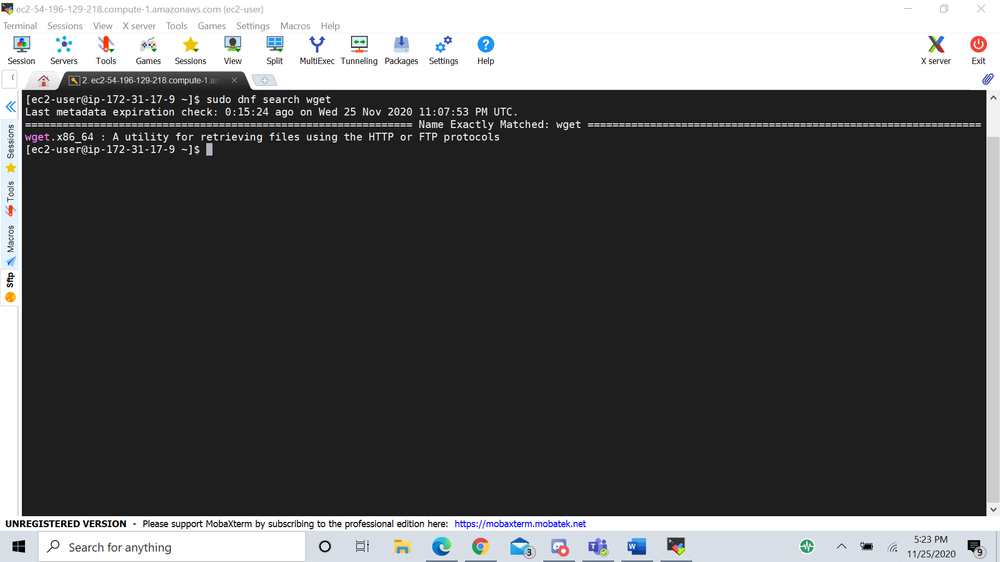 ec2-54-196-129-218.compute-1.amazonaws.com (ec2-user)
Terminal Sessions View X server Tools Games Settings Macros Help
Session Servers Tools Games Sessions View Split MultiExec Tunneling Packages Settings Help X server Exit
2. ec2-54-196-129-218.compute-1.am
[ec2-user@ip-172-31-17-9 ~]$ sudo dnf search wget
Last metadata expiration check: 0:15:24 ago on Wed 25 Nov 2020 11:07:53 PM UTC.
============================================================== Name Exactly Matched: wget ===============================================================
wget.x86_64 : A utility for retrieving files using the HTTP or FTP protocols
[ec2-user@ip-172-31-17-9 ~]$
Sessions
Tools
Macros
Sftp
UNREGISTERED VERSION - Please support MobaXterm by subscribing to the professional edition here: https://mobaxterm.mobatek.net
Search for anything
3
5:23 PM
11/25/2020
9